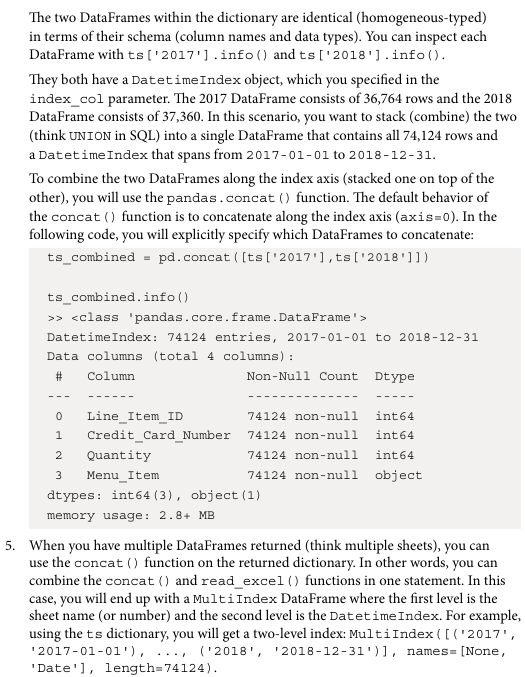 The two DataFrames within the dictionary are identical (homogeneous-typed)
in terms of their schema (column names and data types). You can inspect each
DataFrame with ts['2017'].info() and ts['2018'].info().
They both have a DatetimeIndex object, which you specified in the
index_col parameter. The 2017 DataFrame consists of 36,764 rows and the 2018
DataFrame consists of 37,360. In this scenario, you want to stack (combine) the two
(think UNION in SQL) into a single DataFrame that contains all 74,124 rows and
a DatetimeIndex that spans from 2017-01-01 to 2018-12-31.
To combine the two DataFrames along the index axis (stacked one on top of the
other), you will use the pandas.concat() function. The default behavior of
the concat() function is to concatenate along the index axis (axis=0). In the
following code, you will explicitly specify which DataFrames to concatenate:
ts_combined = pd.concat([ts['2017'],ts['2018']])
ts_combined.info()
>> <class 'pandas.core.frame.DataFrame'>
DatetimeIndex: 74124 entries, 2017-01-01 to 2018-12-31
Data columns (total 4 columns):
#   Column              Non-Null Count  Dtype
---  ------              --------------  -----
0   Line_Item_ID        74124 non-null  int64
1   Credit_Card_Number  74124 non-null  int64
2   Quantity            74124 non-null  int64
3   Menu_Item           74124 non-null  object
dtypes: int64(3), object(1)
memory usage: 2.8+ MB
5. When you have multiple DataFrames returned (think multiple sheets), you can
use the concat() function on the returned dictionary. In other words, you can
combine the concat() and read_excel() functions in one statement. In this
case, you will end up with a MultiIndex DataFrame where the first level is the
sheet name (or number) and the second level is the DatetimeIndex. For example,
using the ts dictionary, you will get a two-level index: MultiIndex([('2017',
'2017-01-01'), ..., ('2018', '2018-12-31')], names=[None,
'Date'], length=74124).